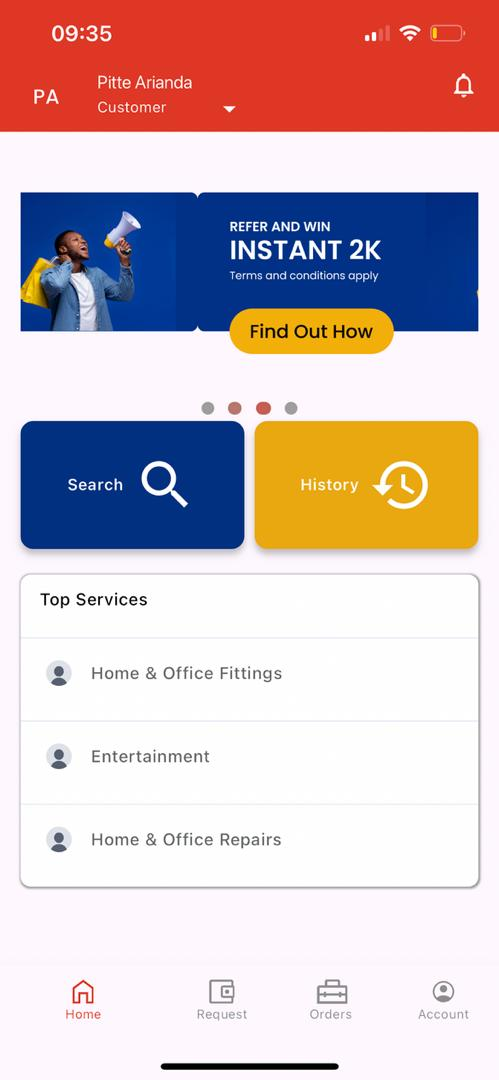 09:35
PA
Pitte Arianda
Customer
REFER AND WIN
INSTANT 2K
Terms and conditions apply
Find Out How
Search
History
Top Services
Home & Office Fittings
Entertainment
Home & Office Repairs
Home
Request
Orders
Account